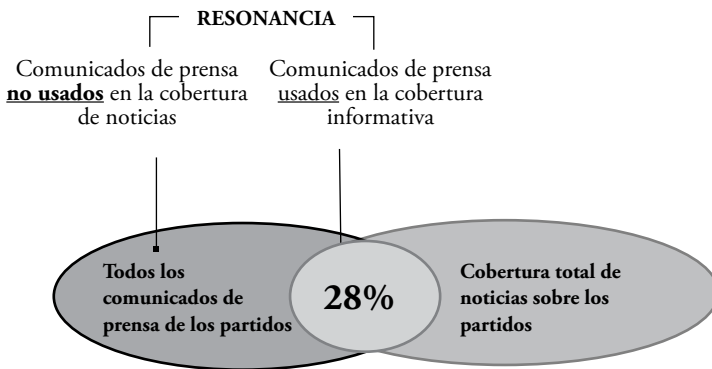 RESONANCIA
Comunicados de prensa
no usados en la cobertura
de noticias
Comunicados de prensa
usados en la cobertura
informativa
Todos los
comunicados de
prensa de los partidos
28%
Cobertura total de
noticias sobre los
partidos